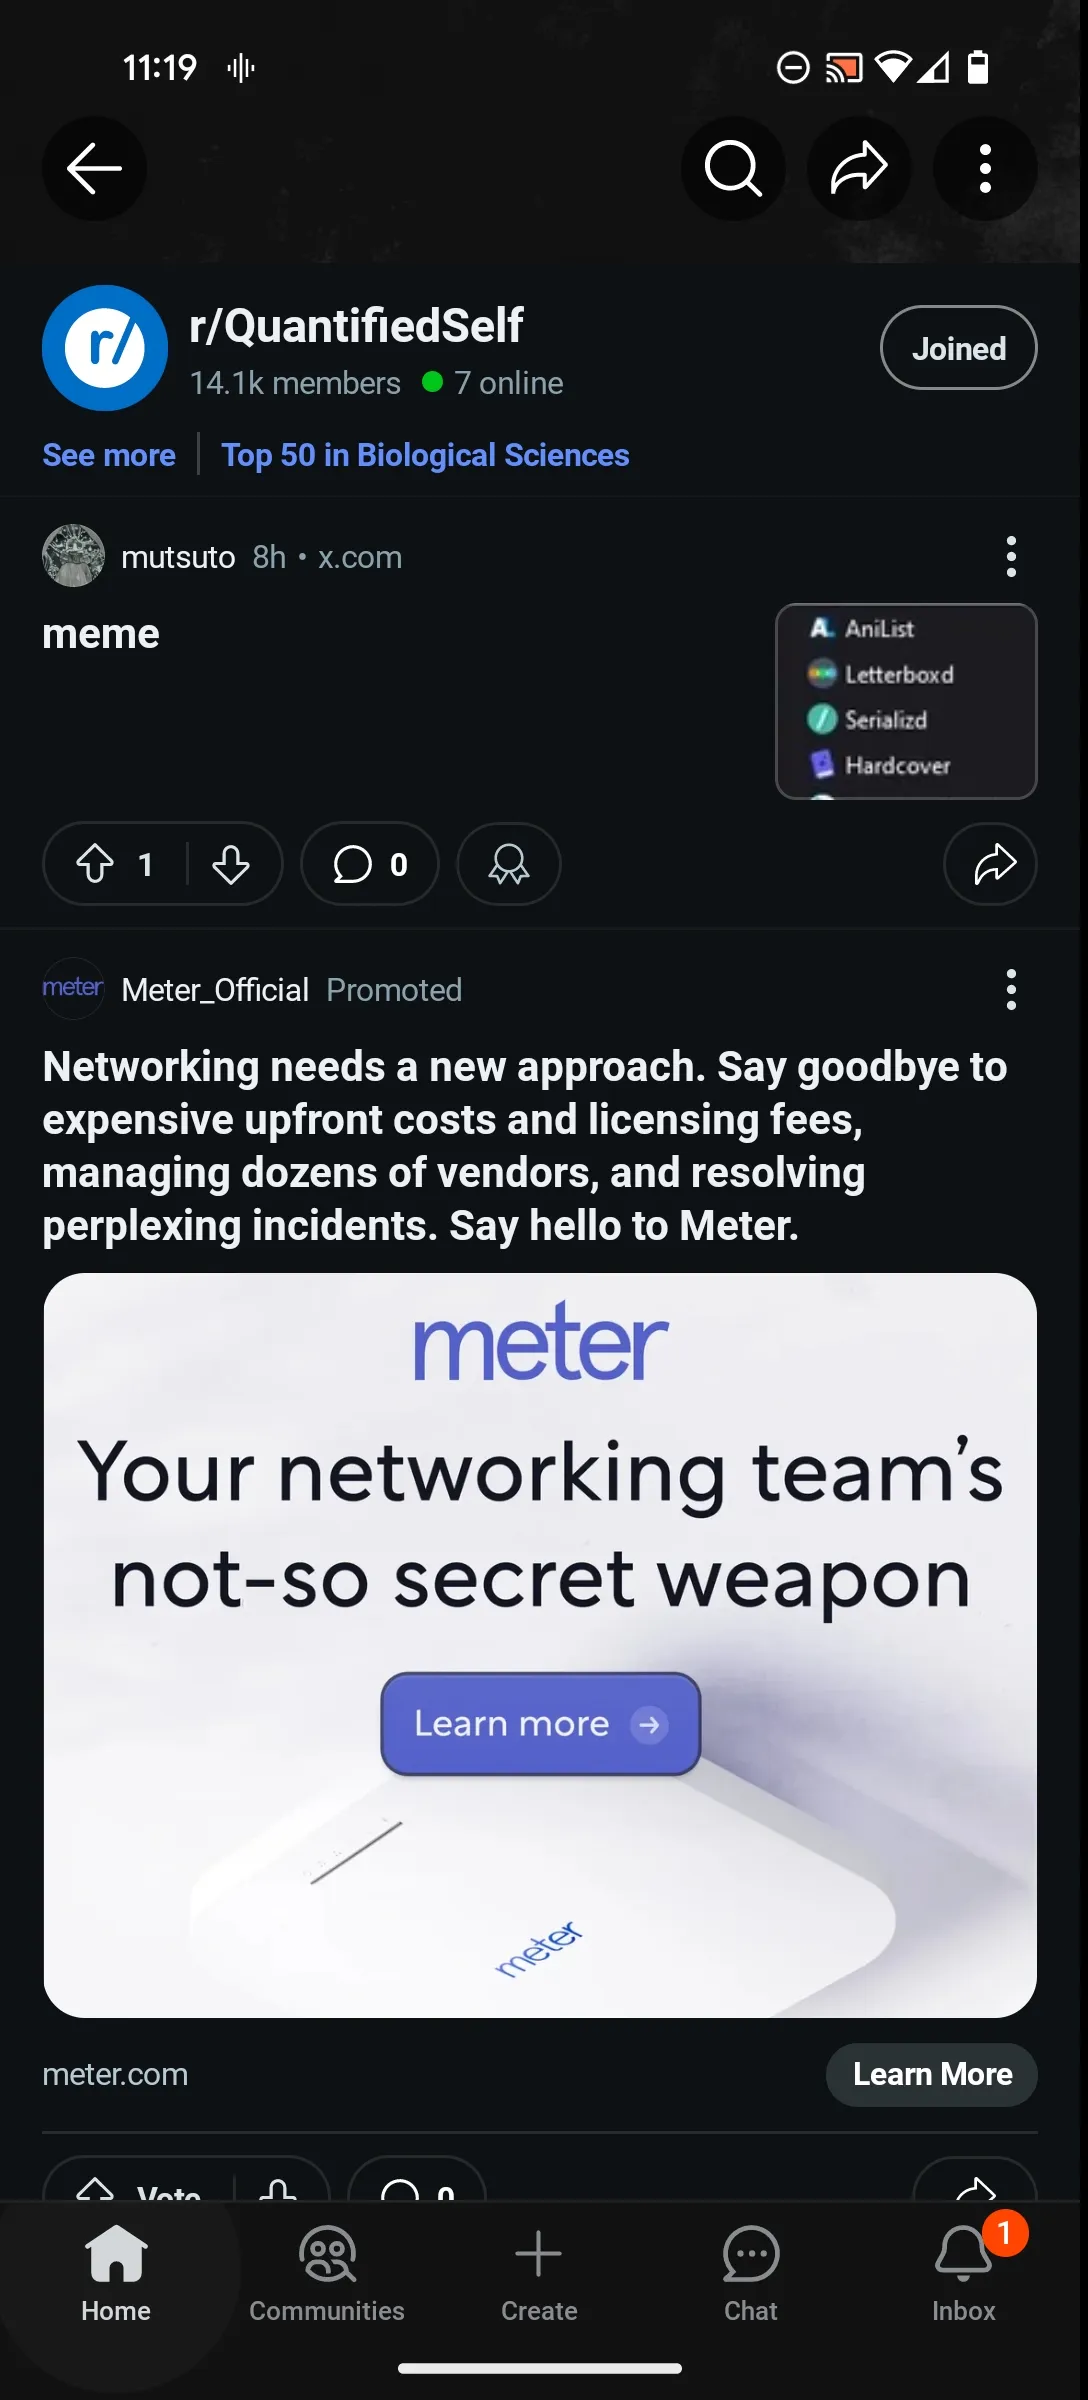 11:19
r/QuantifiedSelf
14.1k members 7 online
Joined
See more Top 50 in Biological Sciences
mutsuto 8h • x.com
meme
AniList
Letterboxd
Serializd
Hardcover
1 0
meter Meter_Official Promoted
Networking needs a new approach. Say goodbye to
expensive upfront costs and licensing fees,
managing dozens of vendors, and resolving
perplexing incidents. Say hello to Meter.
meter
Your networking team’s
not-so secret weapon
Learn more
meter
meter.com
Learn More
Vote 0
1
Home Communities Create Chat Inbox